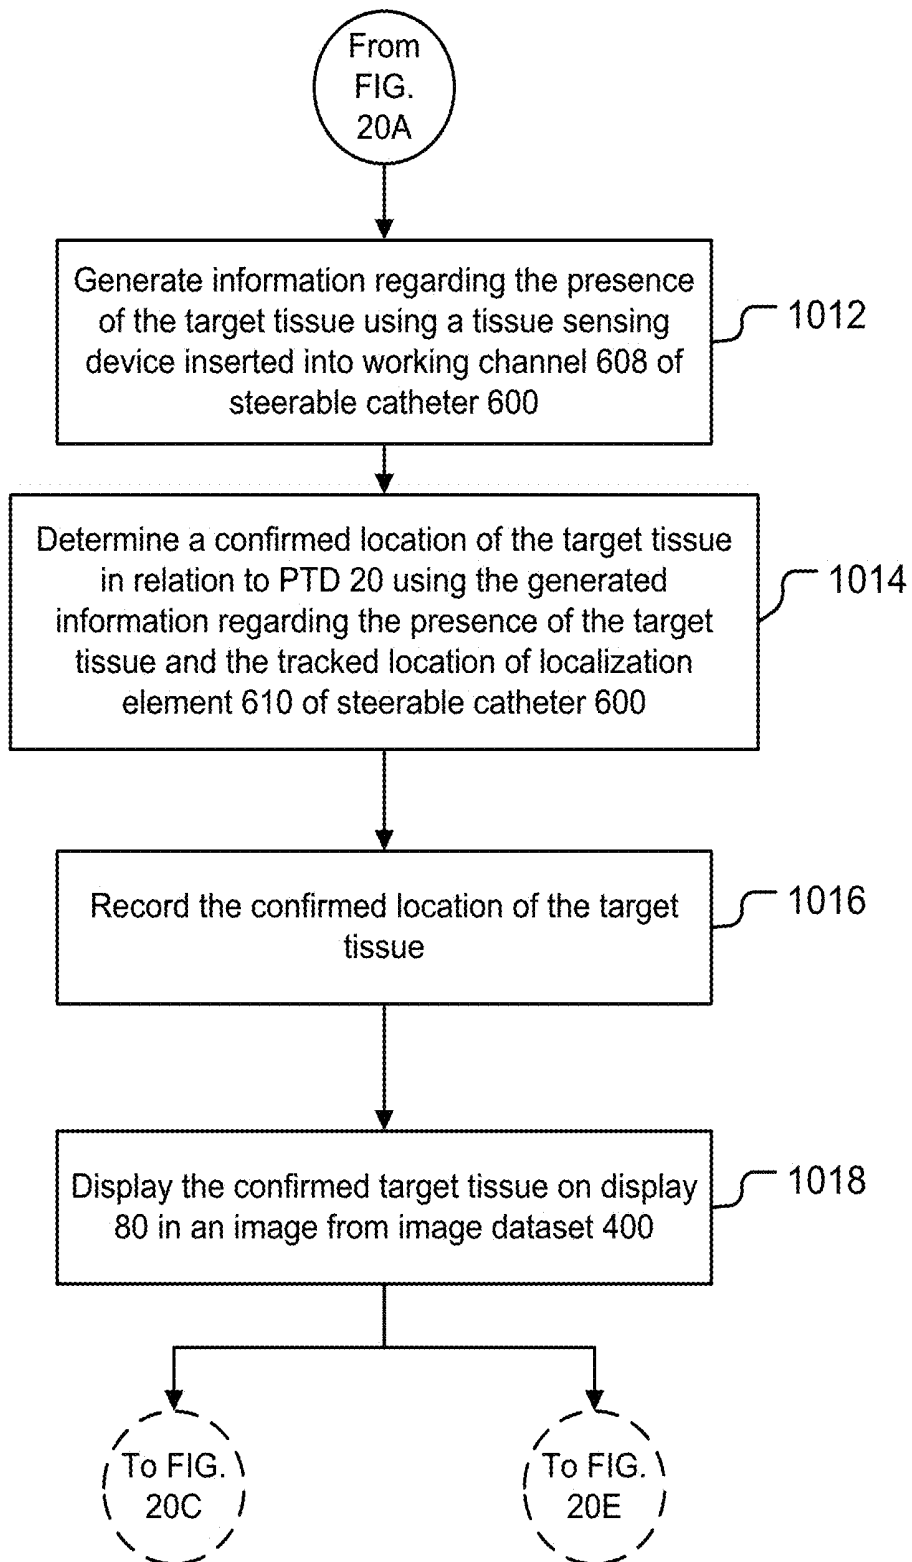 From
FIG.
20A
Generate information regarding the presence
of the target tissue using a tissue sensing
device inserted into working channel 608 of
steerable catheter 600
1012
Determine a confirmed location of the target tissue
in relation to PTD 20 using the generated
information regarding the presence of the target
tissue and the tracked location of localization
element 610 of steerable catheter 600
1014
Record the confirmed location of the target
tissue
1016
Display the confirmed target tissue on display
80 in an image from image dataset 400
1018
To FIG.
20C
To FIG.
20E